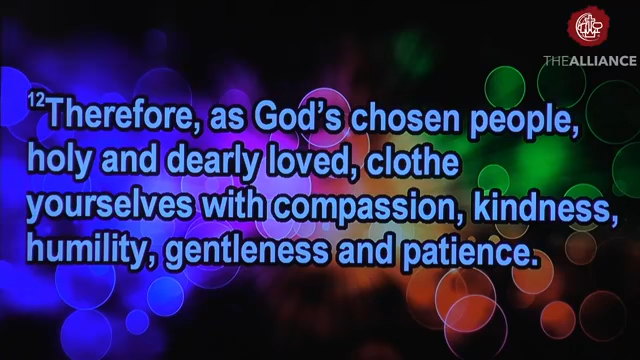 THEALLIANCE
¹²Therefore, as God's chosen people,
holy and dearly loved, clothe
yourselves with compassion, kindness,
humility, gentleness and patience.